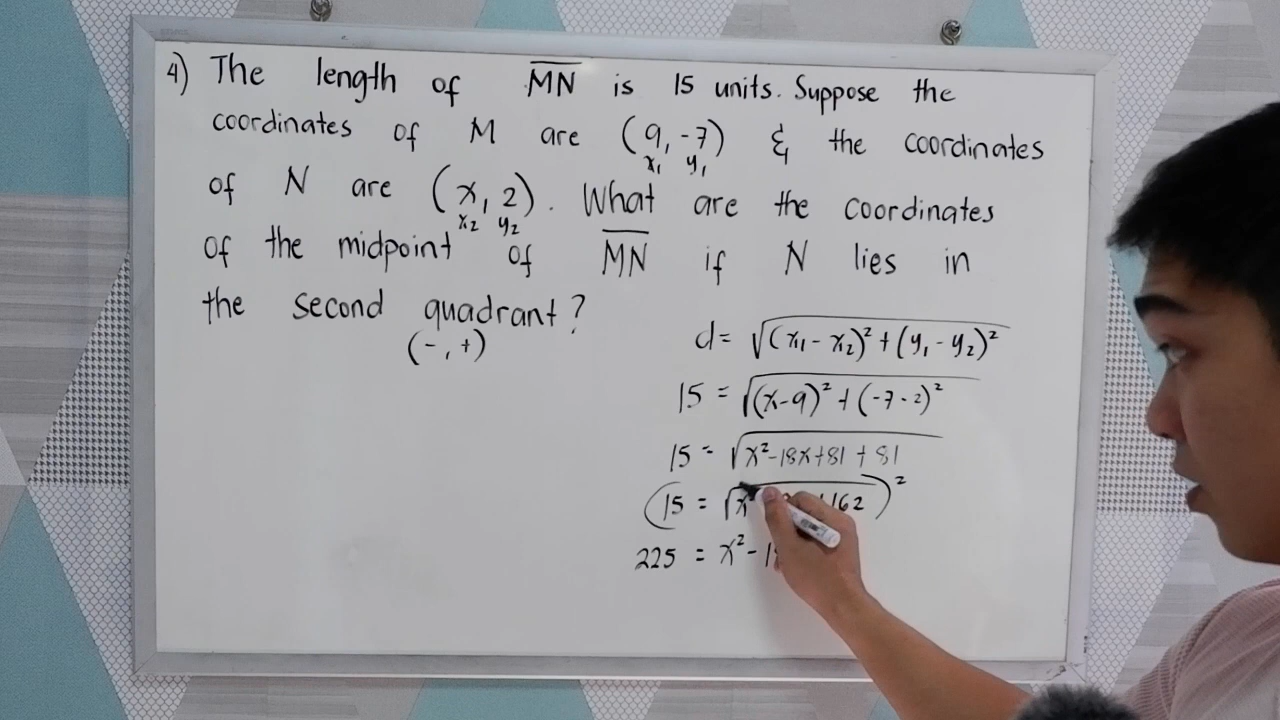 4) The length of MN is 15 units. Suppose the
coordinates of M are (9, -7) & the coordinates
x₁ y₁
of N are (x, 2). What are the coordinates
x₂ y₂
of the midpoint of MN if N lies in
the second quadrant?
(-, +)
d= √(x₁ - x₂)² + (y₁ - y₂)²
15 = √(x-9)² + (-7-2)²
15 = √x²-18x+81 + 81
(15 = √x +162)²
225 = x² - 1